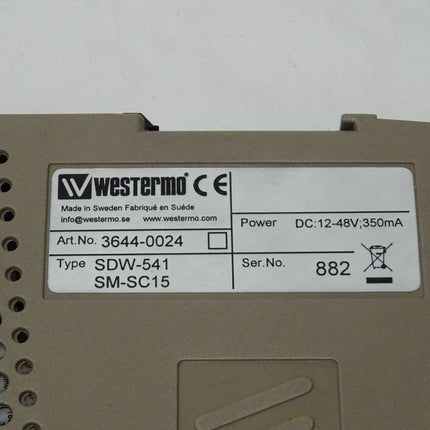 Westermo CE
Made in Sweden Fabriqué en Suéde
info@westermo.se www.westermo.com
Art.No. 3644-0024
Type SDW-541
SM-SC15
Power DC:12-48V;350mA
Ser.No. 882